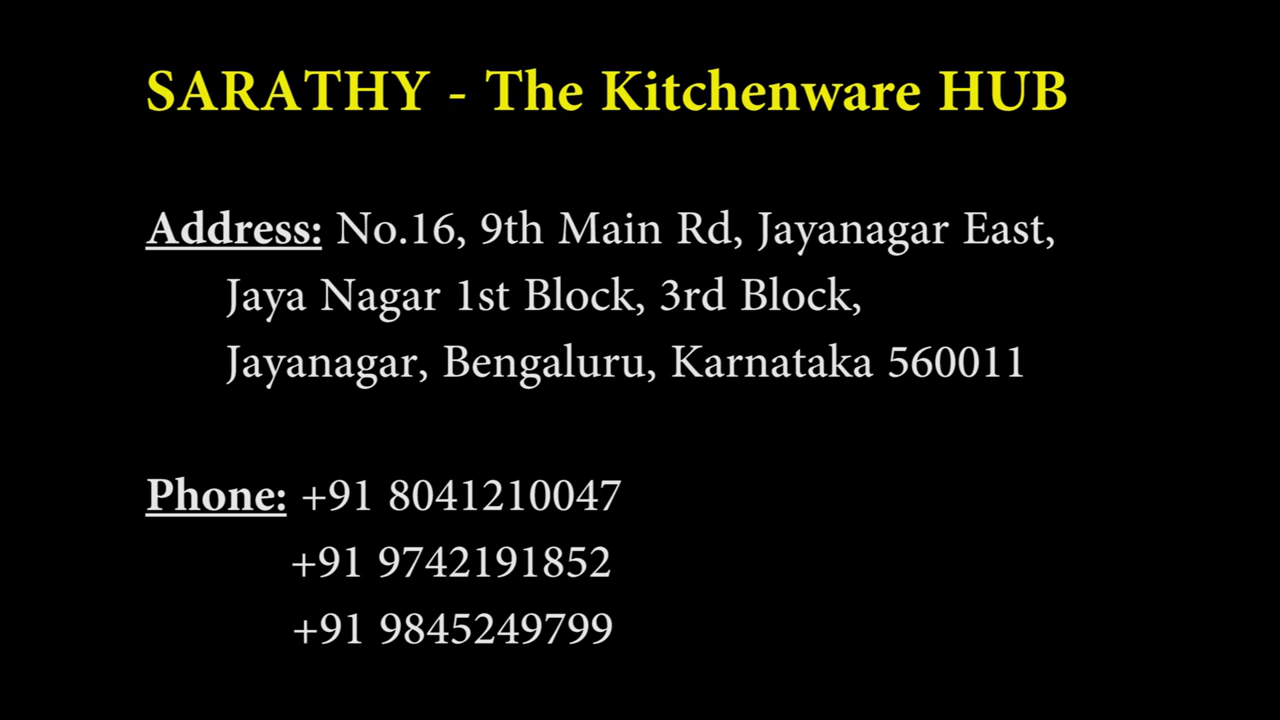 SARATHY - The Kitchenware HUB
Address: No.16, 9th Main Rd, Jayanagar East,
Jaya Nagar 1st Block, 3rd Block,
Jayanagar, Bengaluru, Karnataka 560011
Phone: +91 8041210047
+91 9742191852
+91 9845249799